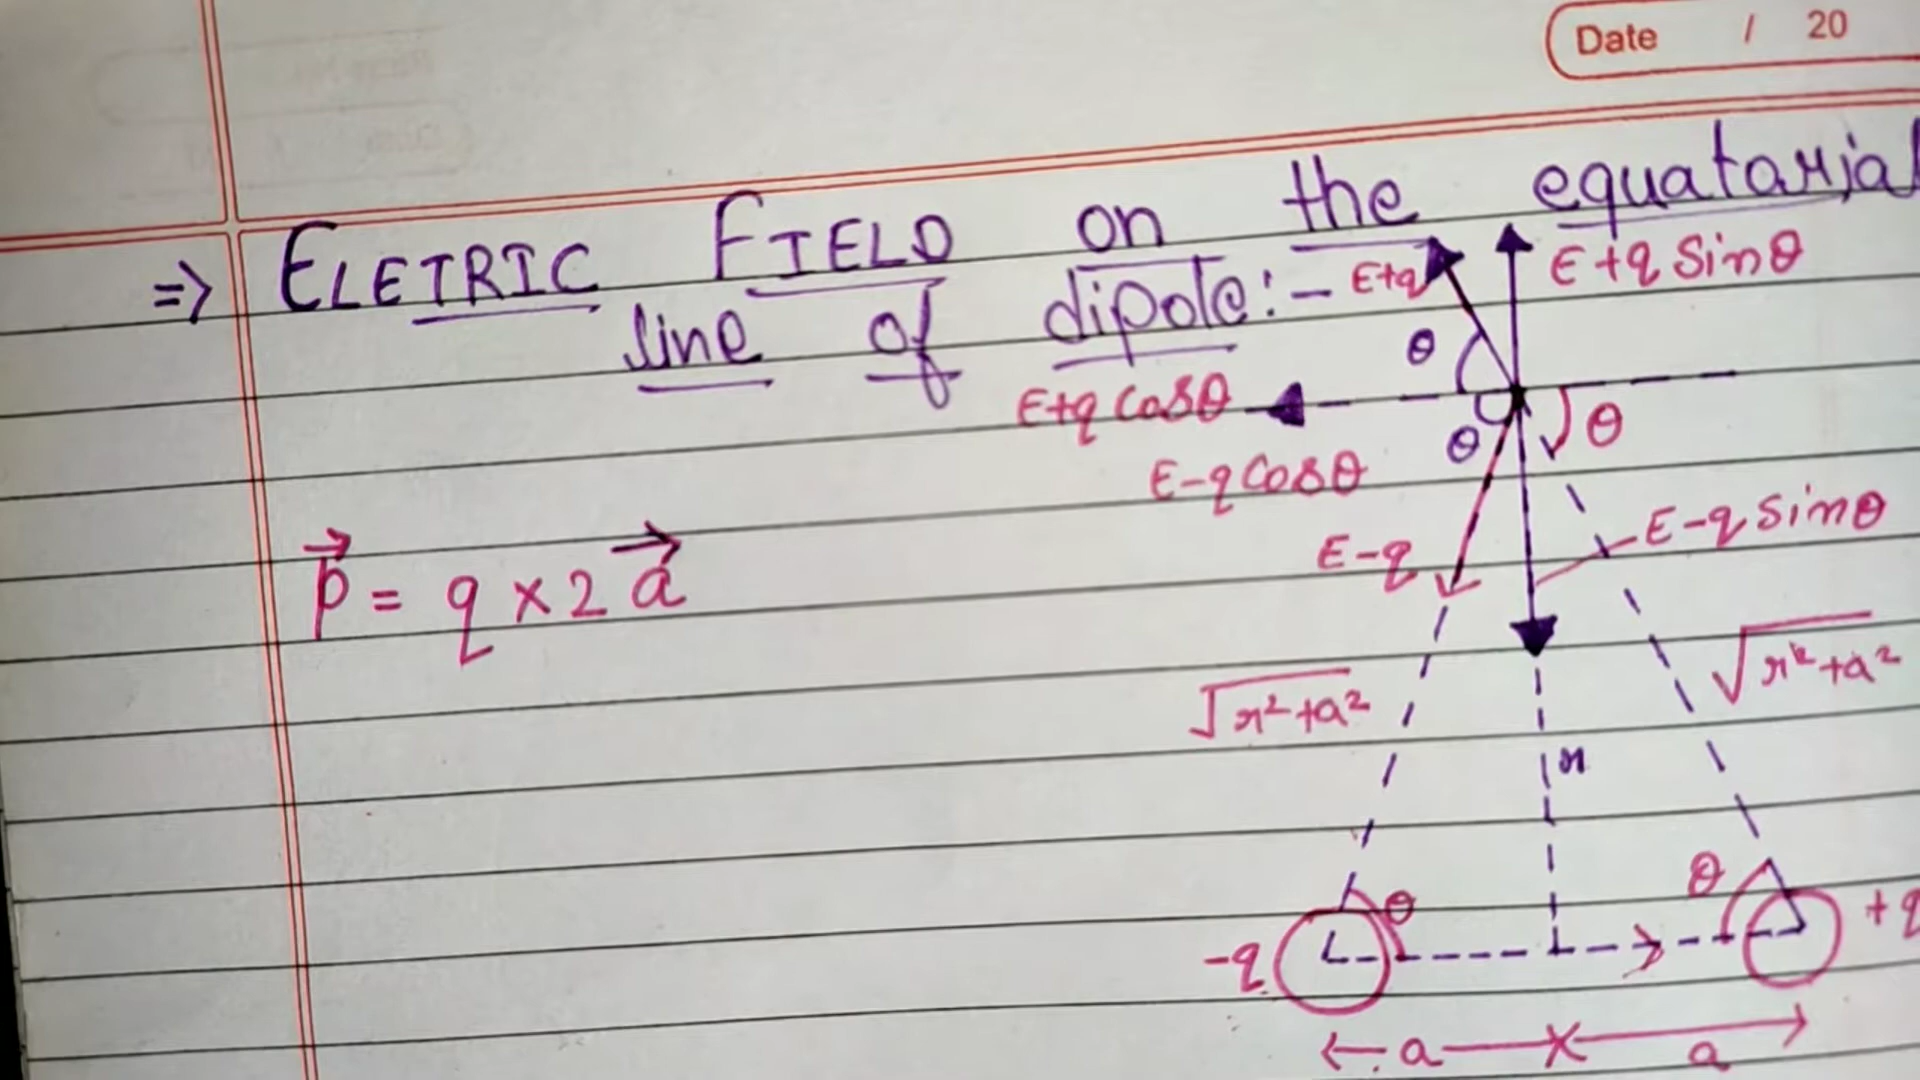 Date / 20
=> ELETRIC FIELD on the equatarial
line of dipole:-
E+q
E+q Sinθ
θ
E+q Cosθ
θ
θ
E-q Cosθ
E-q Sinθ
E-q
p⃗ = q × 2a⃗
√r²+a²
√r²+a²
r
θ
θ
-q
+q
a
a